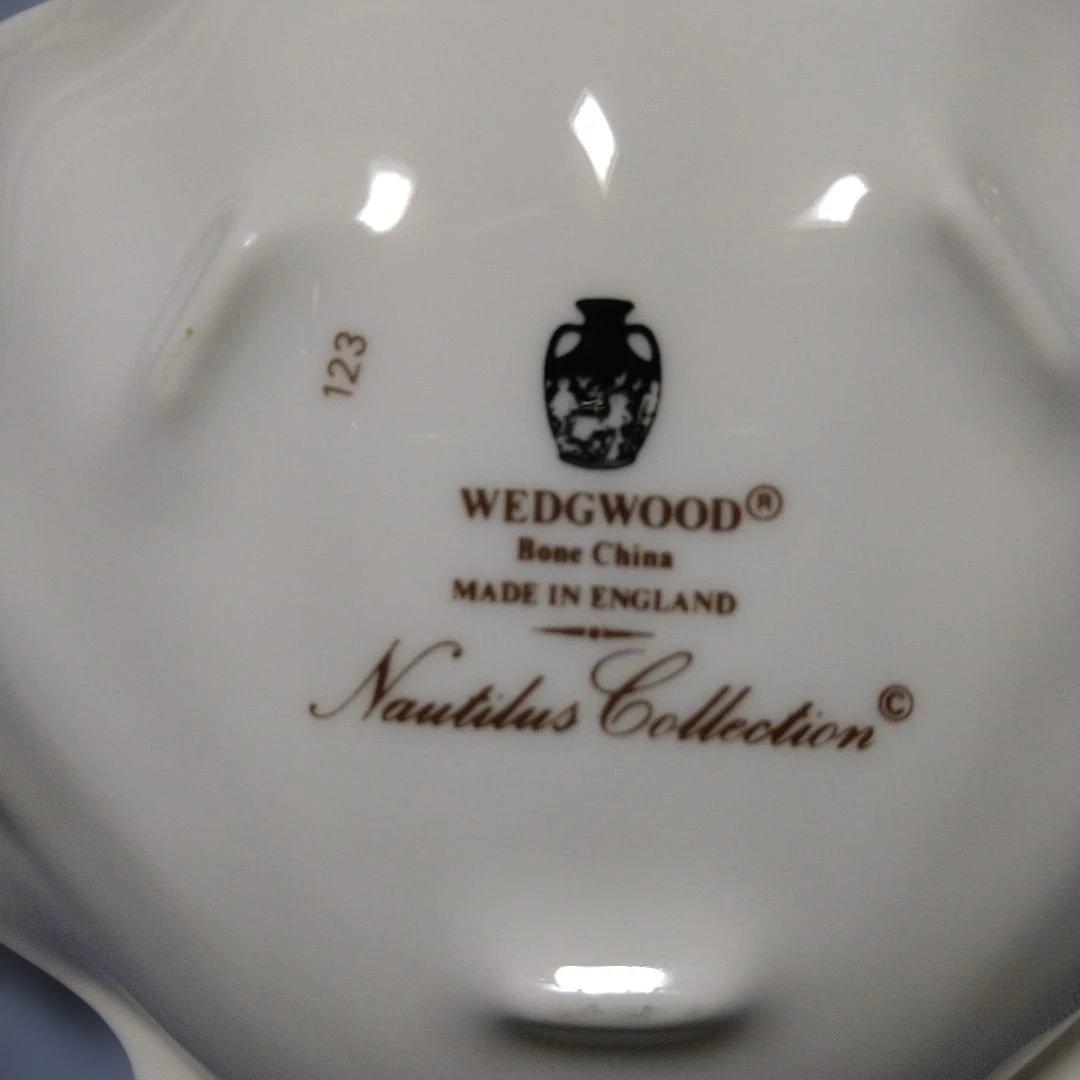 123
WEDGWOOD®
Bone China
MADE IN ENGLAND
Nautilus Collection©